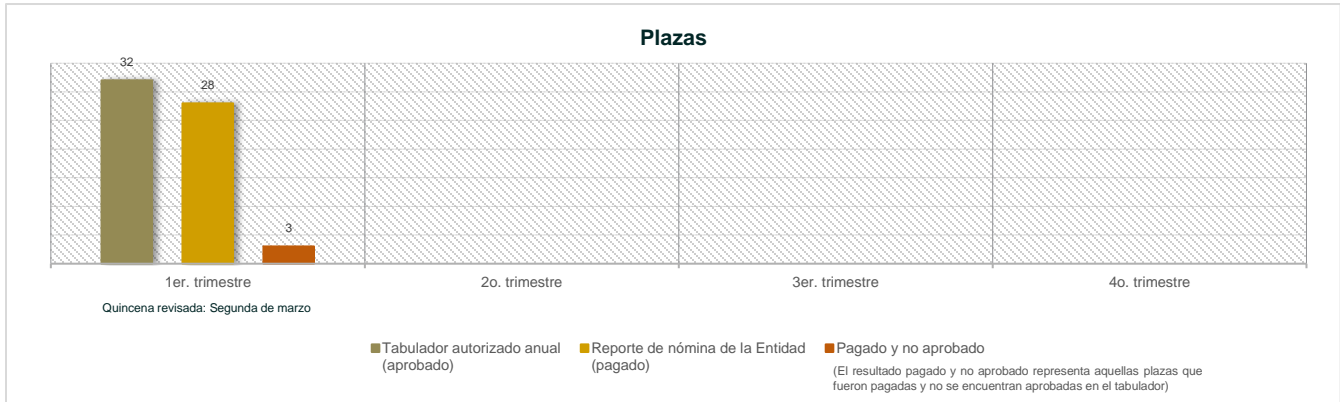 Plazas
32
28
3
1er. trimestre
2o. trimestre
3er. trimestre
4o. trimestre
Quincena revisada: Segunda de marzo
Tabulador autorizado anual
(aprobado)
Reporte de nómina de la Entidad
(pagado)
Pagado y no aprobado
(El resultado pagado y no aprobado representa aquellas plazas que
fueron pagadas y no se encuentran aprobadas en el tabulador)